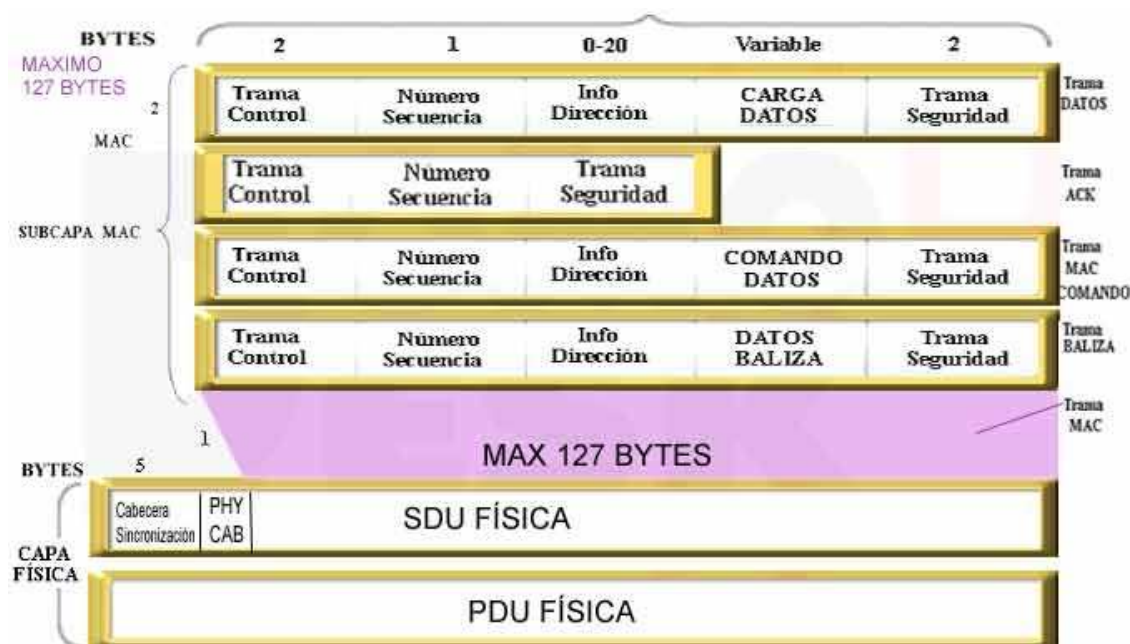 BYTES 2 1 0-20 Variable 2
MAXIMO
127 BYTES
2
MAC
SUBCAPA MAC
Trama Control
Número Secuencia
Info Dirección
CARGA DATOS
Trama Seguridad
Trama DATOS
Trama Control
Número Secuencia
Trama Seguridad
Trama ACK
Trama Control
Número Secuencia
Info Dirección
COMANDO DATOS
Trama Seguridad
Trama MAC COMANDO
Trama Control
Número Secuencia
Info Dirección
DATOS BALIZA
Trama Seguridad
Trama BALIZA
Trama MAC
1
MAX 127 BYTES
BYTES 5
Cabecera Sincronización
PHY CAB
SDU FÍSICA
CAPA FÍSICA
PDU FÍSICA